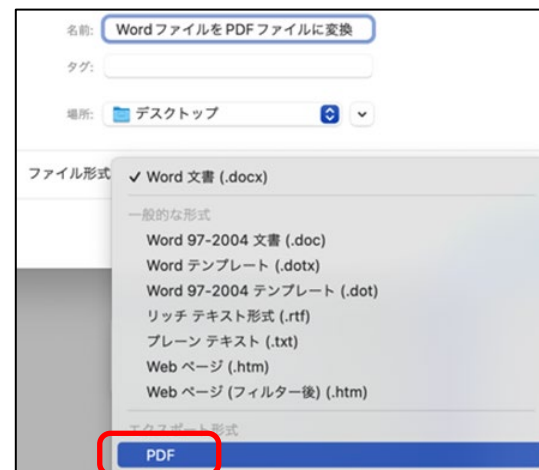 名前: WordファイルをPDFファイルに変換
タグ:
場所: デスクトップ
ファイル形式
✓ Word 文書 (.docx)
一般的な形式
Word 97-2004 文書 (.doc)
Word テンプレート (.dotx)
Word 97-2004 テンプレート (.dot)
リッチ テキスト形式 (.rtf)
プレーン テキスト (.txt)
Web ページ (.htm)
Web ページ (フィルター後) (.htm)
エクスポート形式
PDF